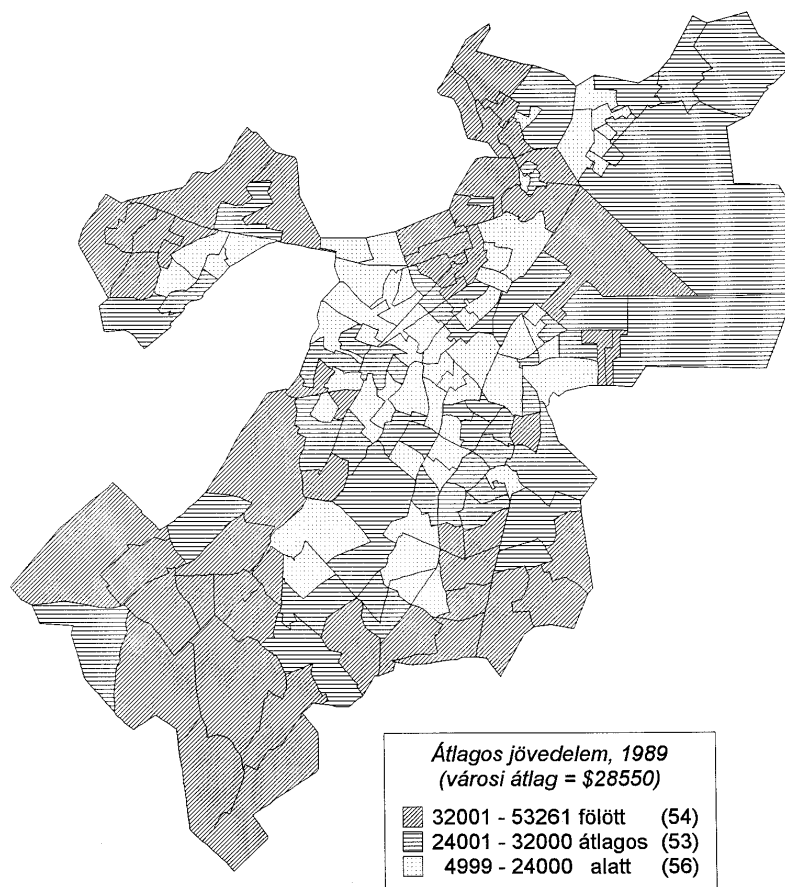 Átlagos jövedelem, 1989
(városi átlag = $28550)
32001 - 53261 fölött (54)
24001 - 32000 átlagos (53)
4999 - 24000 alatt (56)